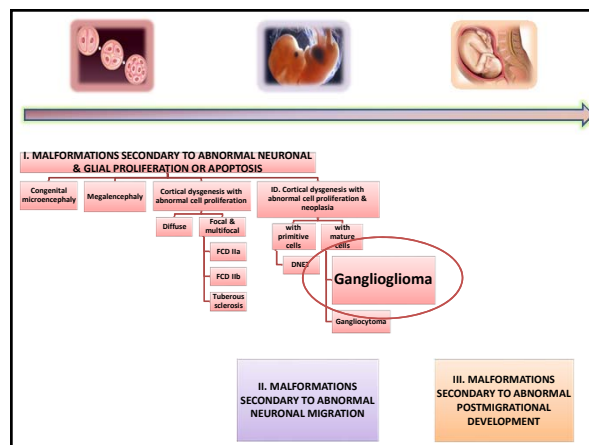 I. MALFORMATIONS SECONDARY TO ABNORMAL NEURONAL
& GLIAL PROLIFERATION OR APOPTOSIS
Congenital
microencephaly
Megalencephaly
Cortical dysgenesis with
abnormal cell proliferation
ID. Cortical dysgenesis with
abnormal cell proliferation &
neoplasia
Diffuse
Focal &
multifocal
with
primitive
cells
with
mature cells
FCD IIa
DNET
Ganglioglioma
FCD IIb
Tuberous
sclerosis
Gangliocytoma
II. MALFORMATIONS
SECONDARY TO ABNORMAL
NEURONAL MIGRATION
III. MALFORMATIONS
SECONDARY TO ABNORMAL
POSTMIGRATIONAL
DEVELOPMENT